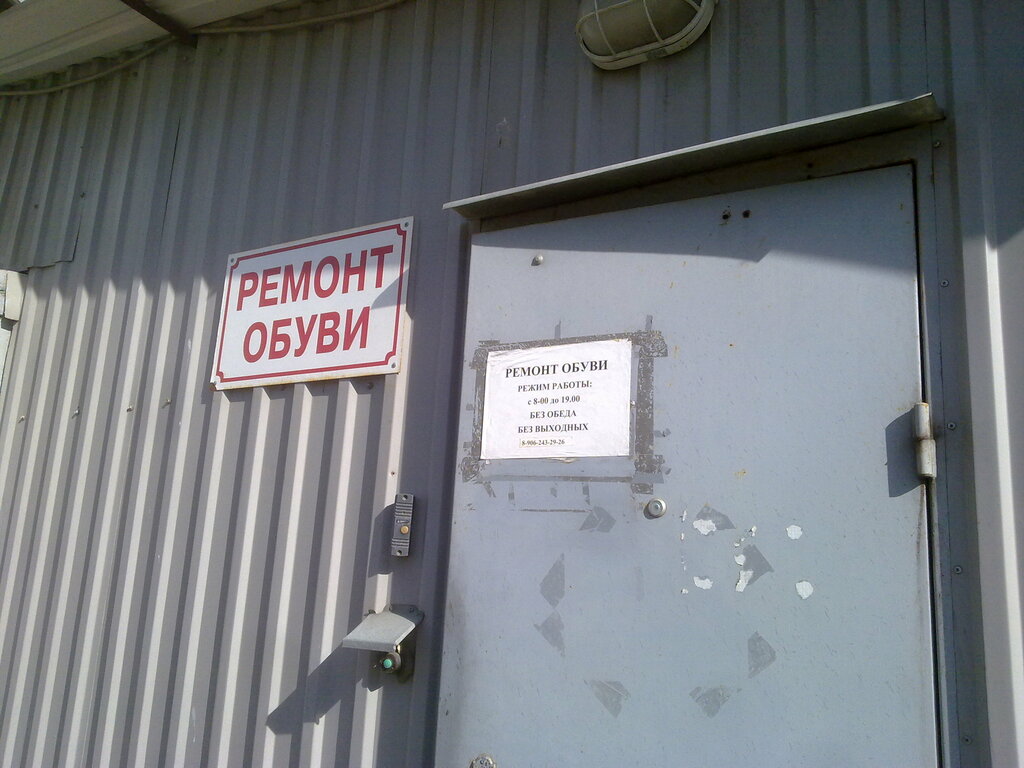 РЕМОНТ
ОБУВИ
РЕМОНТ ОБУВИ
РЕЖИМ РАБОТЫ:
с 8-00 до 19.00
БЕЗ ОБЕДА
БЕЗ ВЫХОДНЫХ
8-906-243-29-26